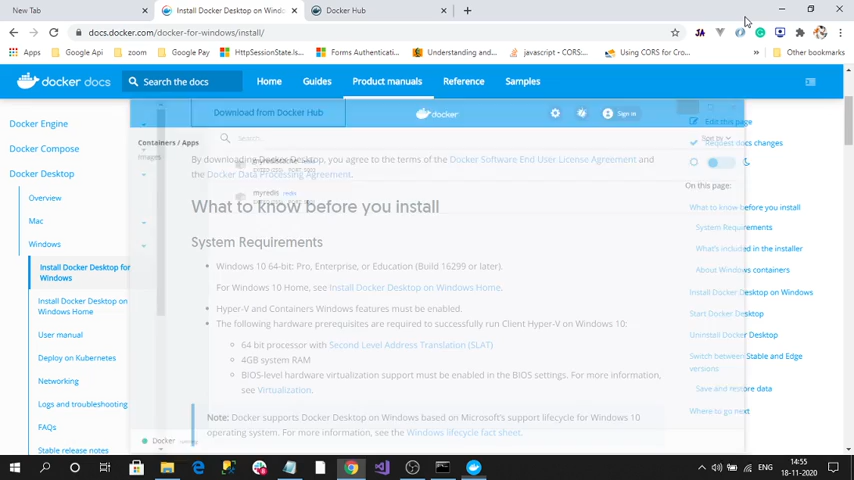 New Tab
Install Docker Desktop on Windo
Docker Hub
docs.docker.com/docker-for-windows/install/
Apps
Google Api
zoom
Google Pay
HttpSessionState.Is...
Forms Authenticati...
javascript - CORS:...
Using CORS for Cro...
Other bookmarks
docker docs
Search the docs
Home
Guides
Product manuals
Reference
Samples
Docker Engine
Docker Compose
Docker Desktop
Overview
Mac
Windows
Install Docker Desktop for
Windows
Install Docker Desktop on
Windows Home
User manual
Deploy on Kubernetes
Networking
Logs and troubleshooting
FAQs
Stable release notes
Download from Docker Hub
docker
Sign in
Containers / Apps
Images
Search...
Sort by
By downloading Docker Desktop, you agree to the terms of the Docker Software End User License Agreement and
the Docker Data Processing Agreement.
myredis redis
What to know before you install
System Requirements
Windows 10 64-bit: Pro, Enterprise, or Education (Build 16299 or later).
For Windows 10 Home, see Install Docker Desktop on Windows Home.
Hyper-V and Containers Windows features must be enabled.
The following hardware prerequisites are required to successfully run Client Hyper-V on Windows 10:
64 bit processor with Second Level Address Translation (SLAT)
4GB system RAM
BIOS-level hardware virtualization support must be enabled in the BIOS settings. For more information,
see Virtualization.
Note: Docker supports Docker Desktop on Windows based on Microsoft's support lifecycle for Windows 10
operating system. For more information, see the Windows lifecycle fact sheet.
Docker running
Edit this page
Request docs changes
On this page:
What to know before you install
System Requirements
What's included in the installer
About Windows containers
Install Docker Desktop on Windows
Start Docker Desktop
Uninstall Docker Desktop
Switch between Stable and Edge
versions
Save and restore data
Where to go next
ENG
14:55
18-11-2020